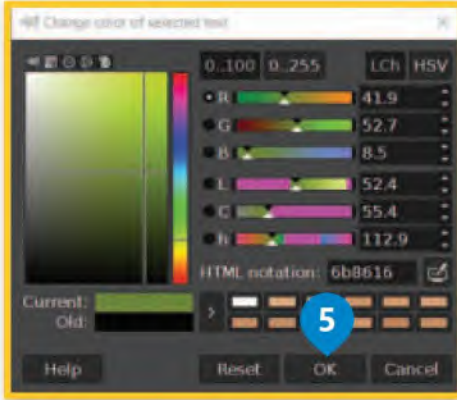 Change color of selected text
0..100 0..255 LCh HSV
R 41.9
G 52.7
B 8.5
L 52.4
C 55.4
h 112.9
HTML notation: 6b8616
Current:
Old:
>
5
Help Reset OK Cancel